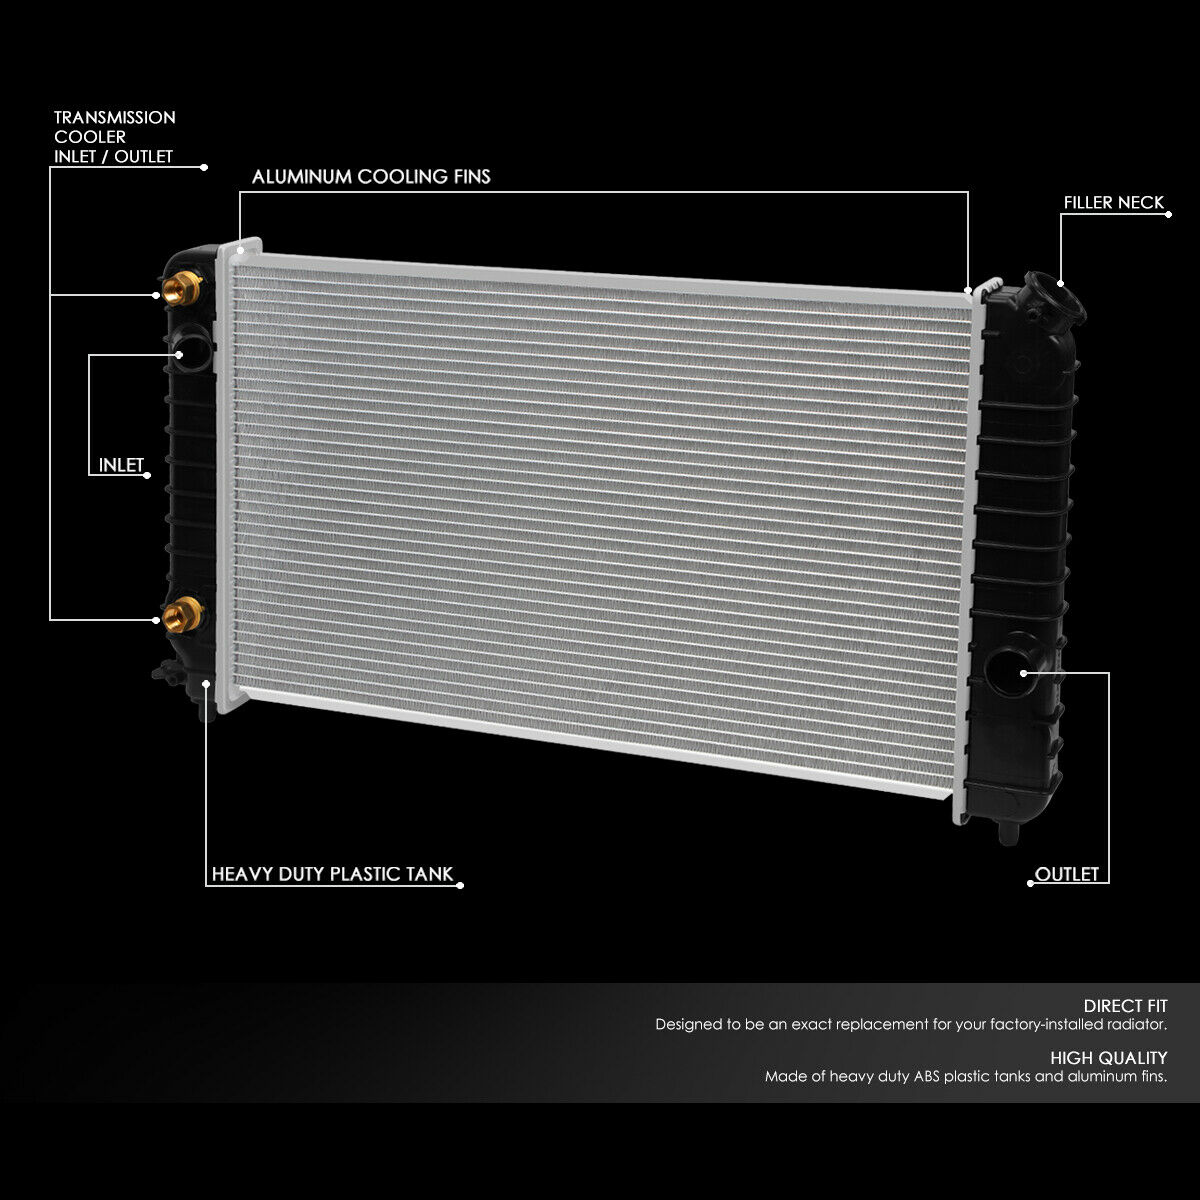 TRANSMISSION
COOLER
INLET / OUTLET
ALUMINUM COOLING FINS
FILLER NECK
INLET
HEAVY DUTY PLASTIC TANK
OUTLET
DIRECT FIT
Designed to be an exact replacement for your factory-installed radiator.
HIGH QUALITY
Made of heavy duty ABS plastic tanks and aluminum fins.